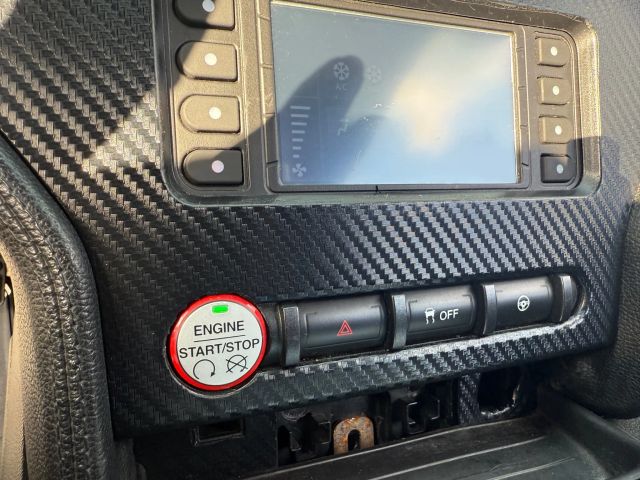 A/C
ENGINE
START/STOP
OFF